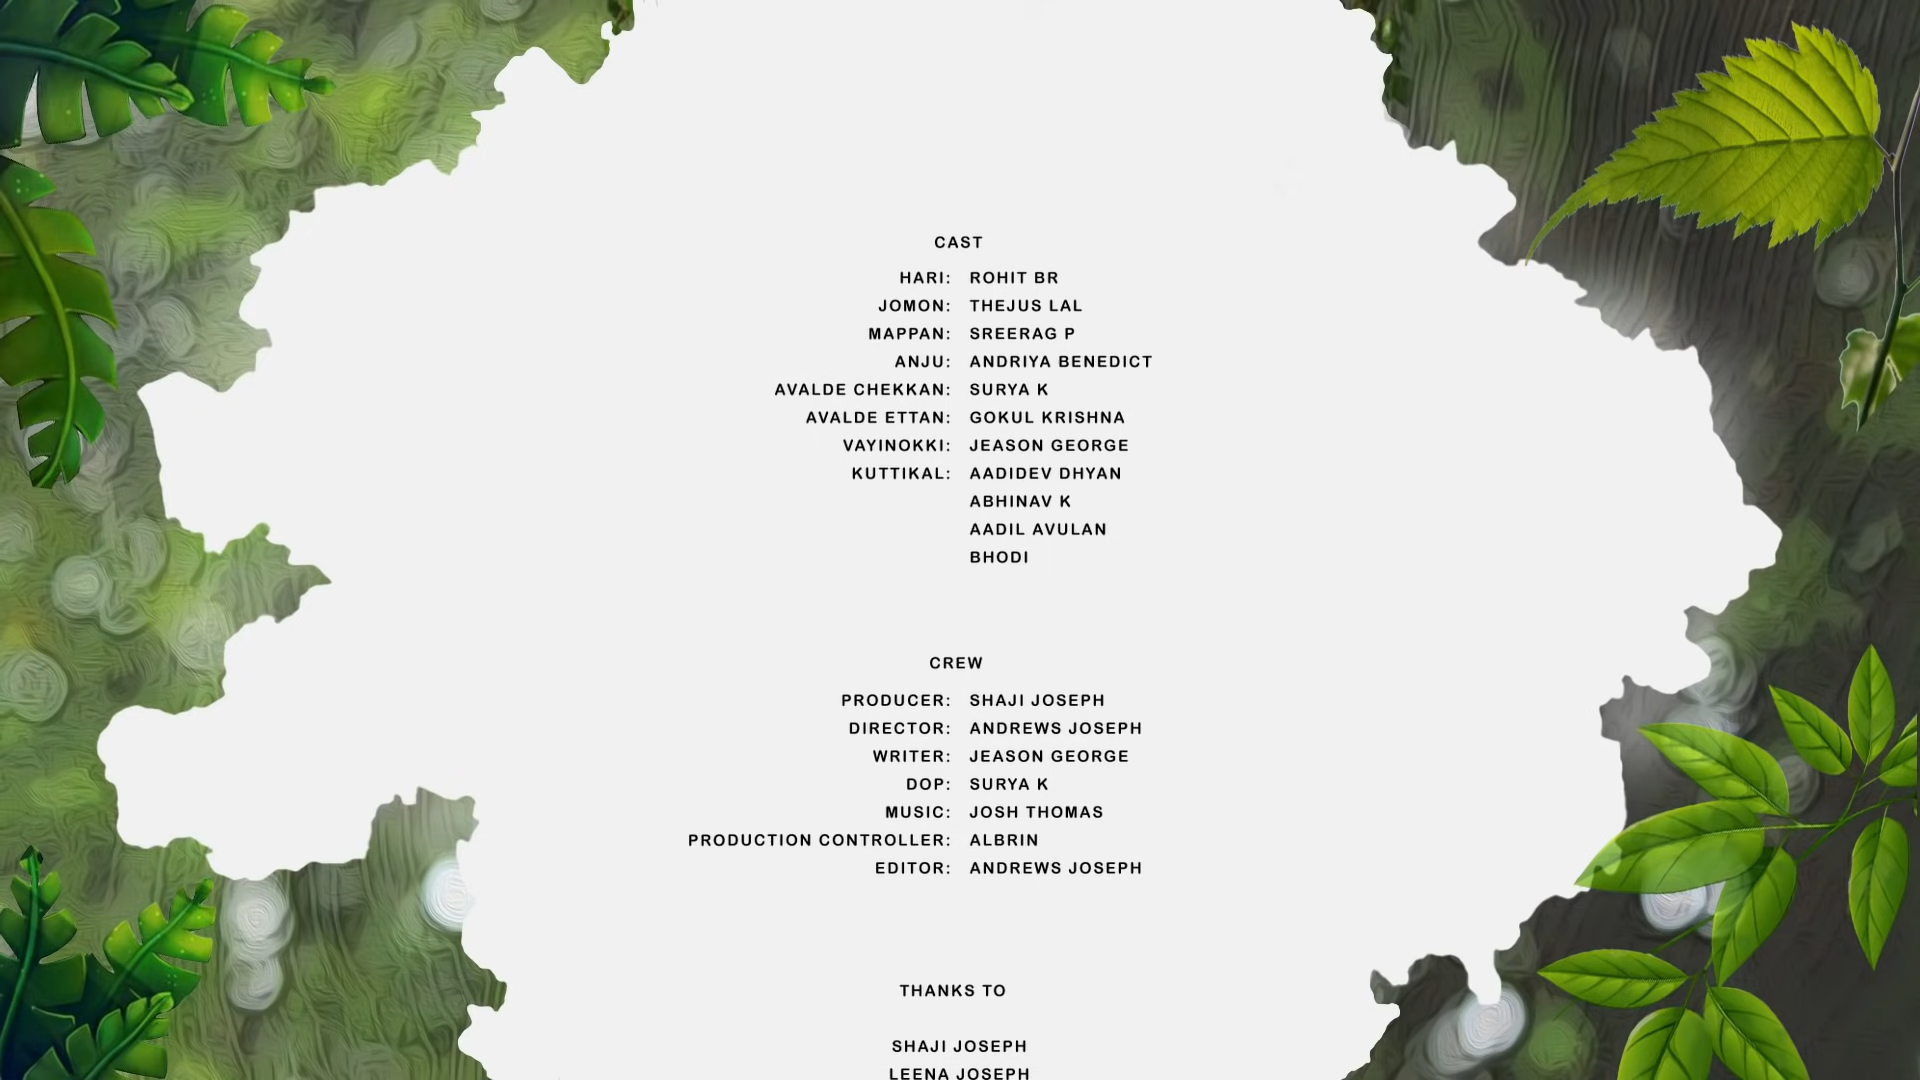 CAST
HARI: ROHIT BR
JOMON: THEJUS LAL
MAPPAN: SREERAG P
ANJU: ANDRIYA BENEDICT
AVALDE CHEKKAN: SURYA K
AVALDE ETTAN: GOKUL KRISHNA
VAYINOKKI: JEASON GEORGE
KUTTIKAL: AADIDEV DHYAN
ABHINAV K
AADIL AVULAN
BHODI
CREW
PRODUCER: SHAJI JOSEPH
DIRECTOR: ANDREWS JOSEPH
WRITER: JEASON GEORGE
DOP: SURYA K
MUSIC: JOSH THOMAS
PRODUCTION CONTROLLER: ALBRIN
EDITOR: ANDREWS JOSEPH
THANKS TO
SHAJI JOSEPH
LEENA JOSEPH